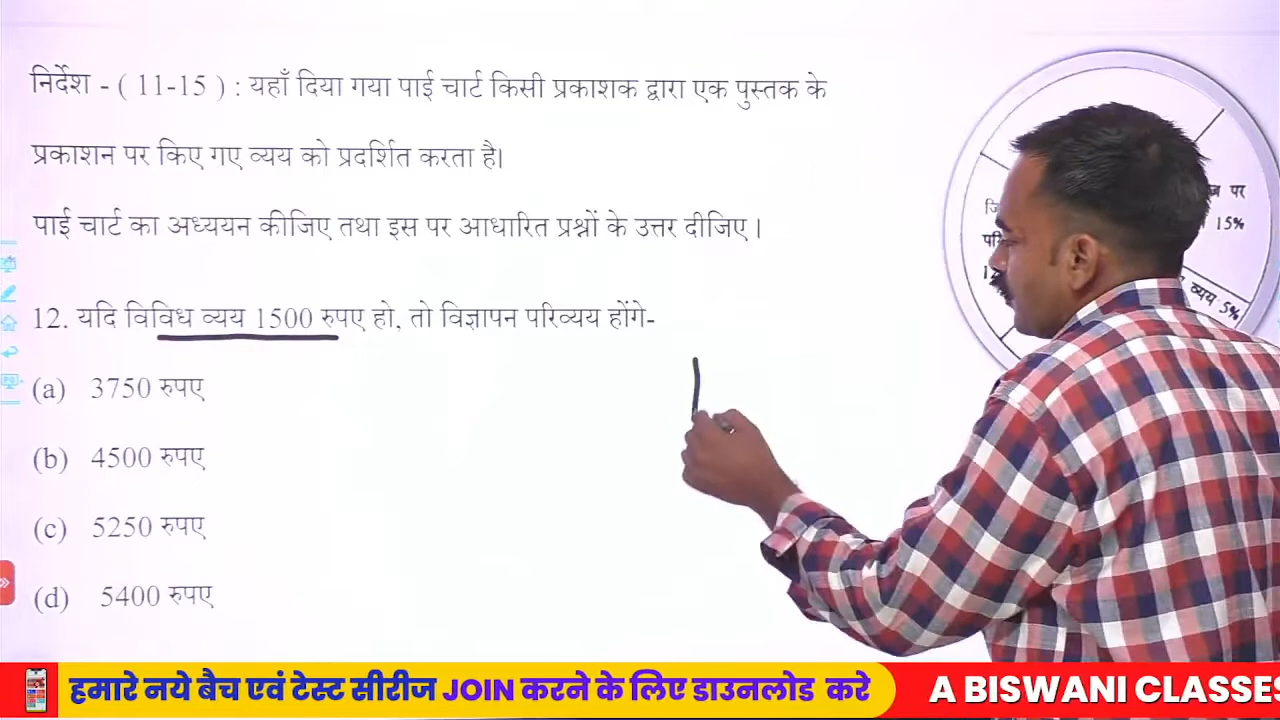 निर्देश - ( 11-15 ) : यहाँ दिया गया पाई चार्ट किसी प्रकाशक द्वारा एक पुस्तक के
प्रकाशन पर किए गए व्यय को प्रदर्शित करता है।
पाई चार्ट का अध्ययन कीजिए तथा इस पर आधारित प्रश्नों के उत्तर दीजिए ।
12. यदि विविध व्यय 1500 रुपए हो, तो विज्ञापन परिव्यय होंगे-
(a) 3750 रुपए
(b) 4500 रुपए
(c) 5250 रुपए
(d) 5400 रुपए
पर
15%
व्यय 5%
हमारे नये बैच एवं टेस्ट सीरीज JOIN करने के लिए डाउनलोड करे
A BISWANI CLASSES